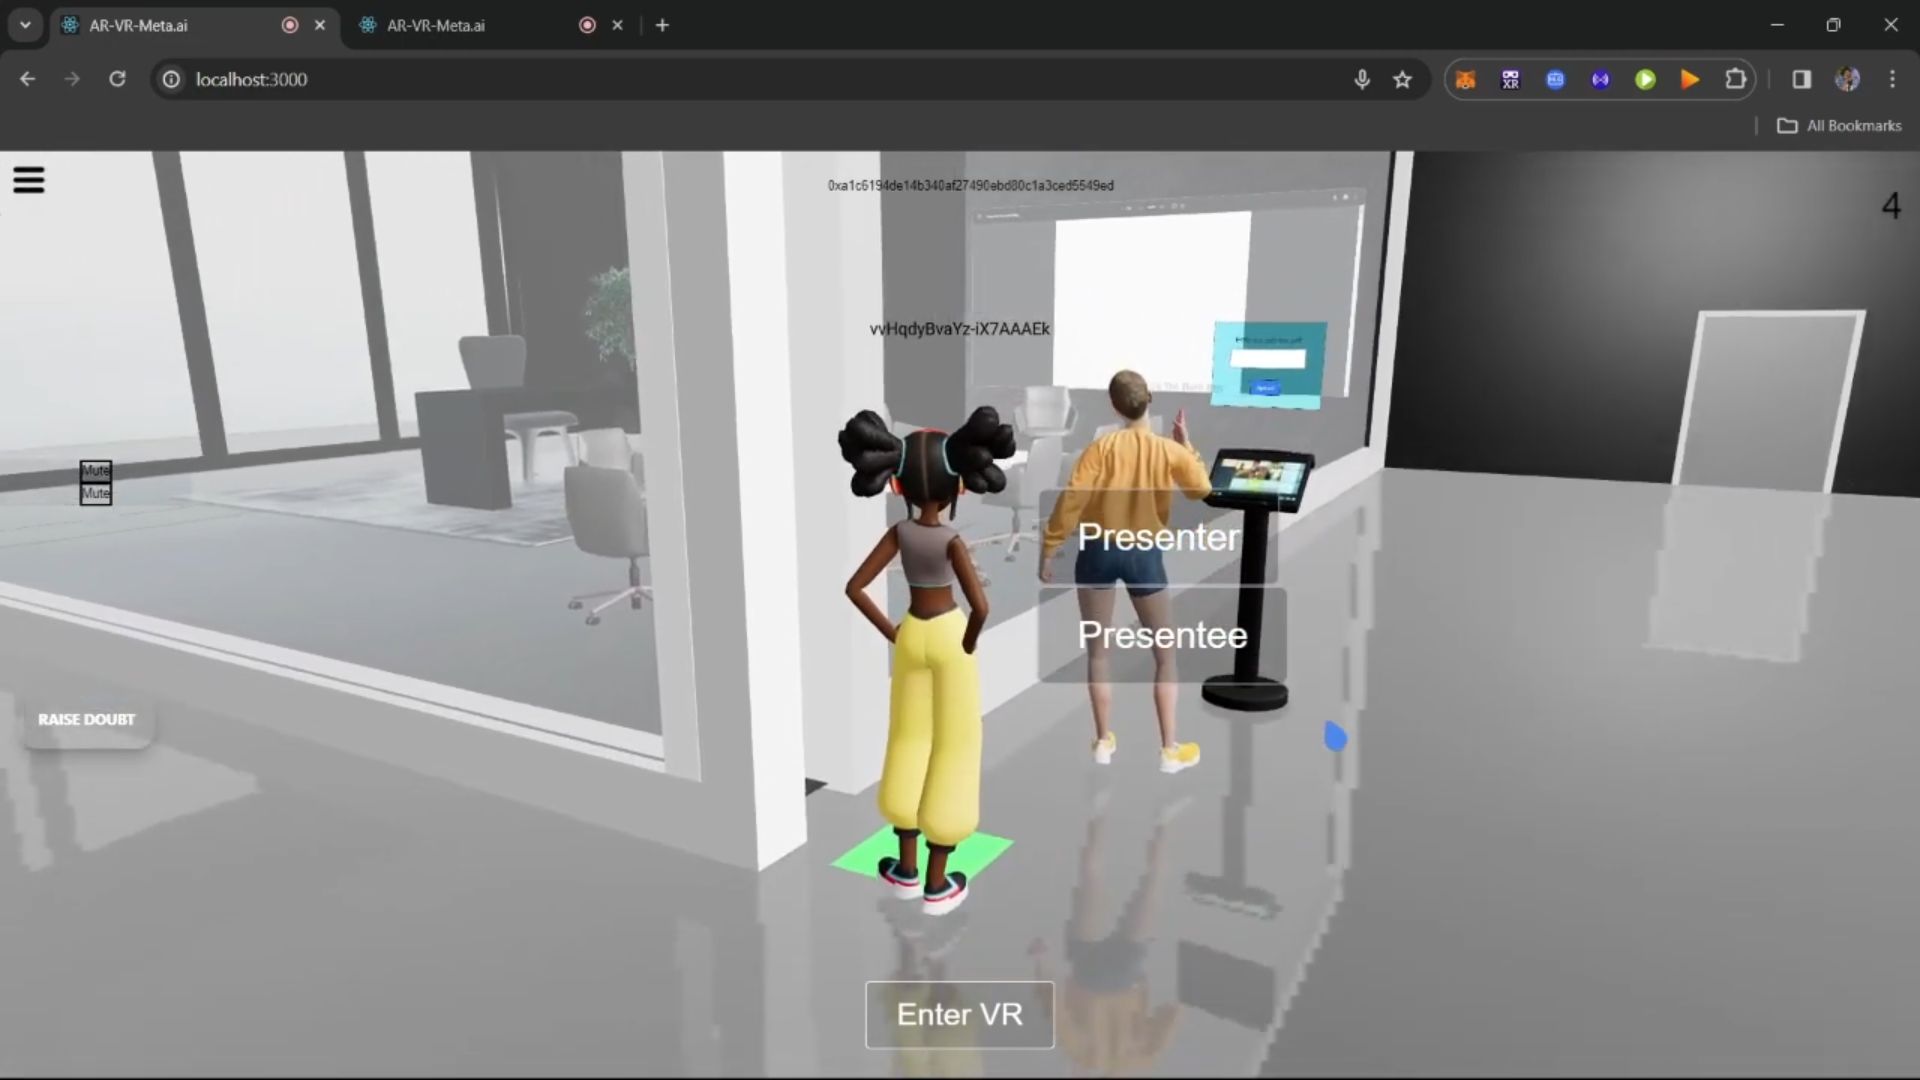 AR-VR-Meta.ai
AR-VR-Meta.ai
localhost:3000
XR
All Bookmarks
0xa1c6194de14b340af27490ebd80c1a3ced5549ed
4
vvHqdyBvaYz-iX7AAAEk
Mute
Mute
Presenter
Presentee
RAISE DOUBT
Enter VR